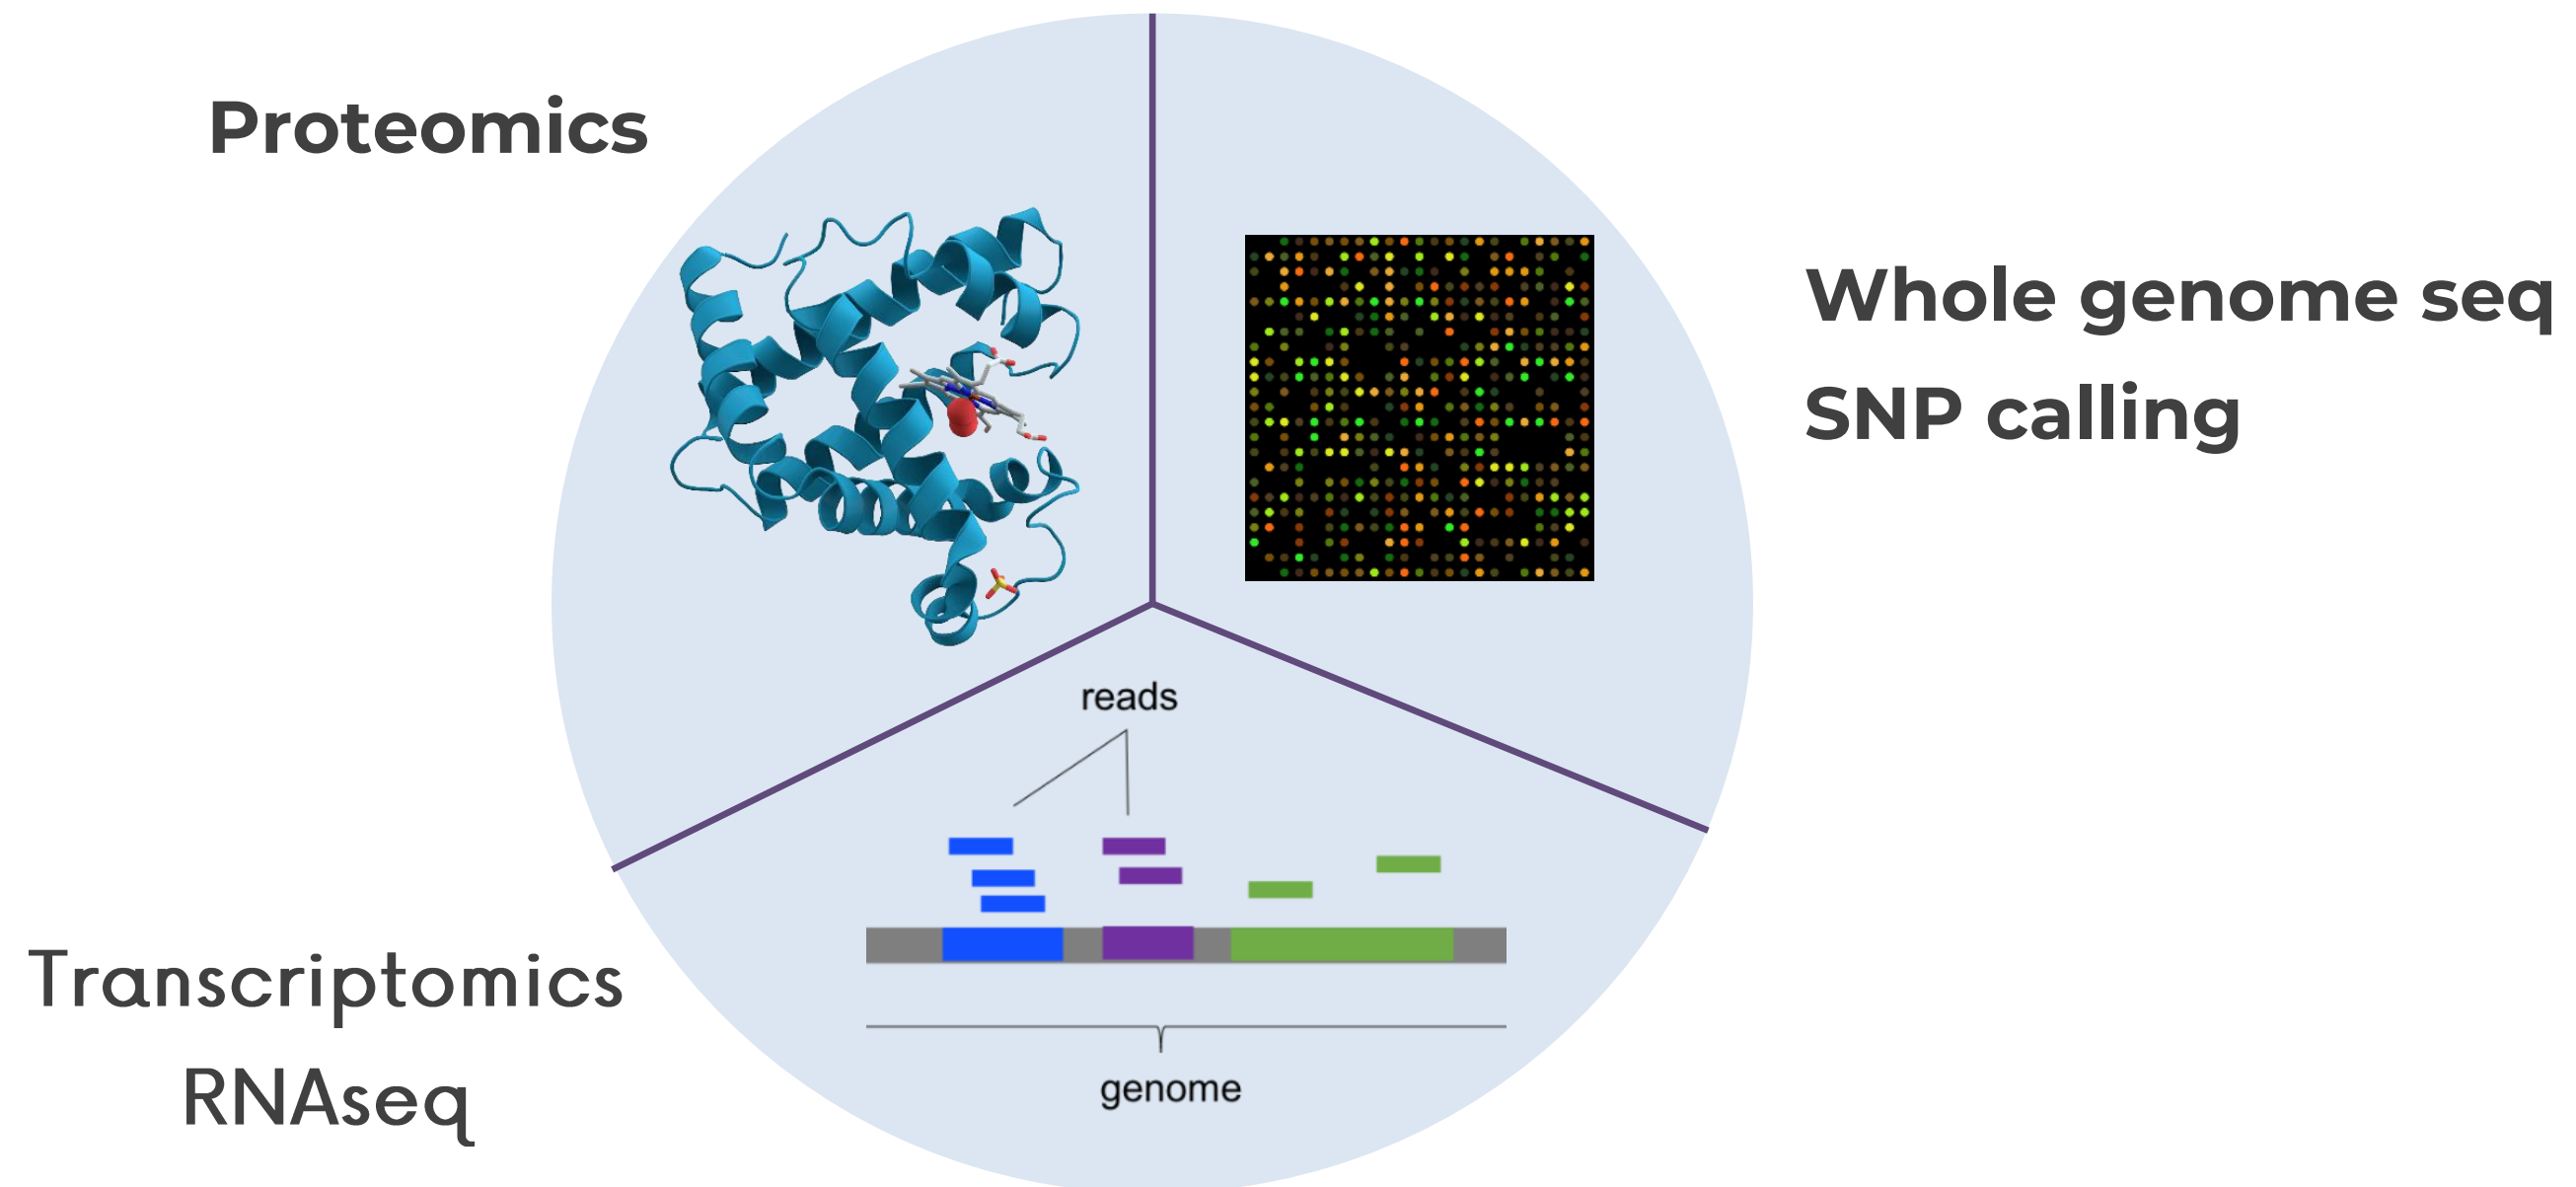 Proteomics
Whole genome seq
SNP calling
reads
genome
Transcriptomics
RNAseq